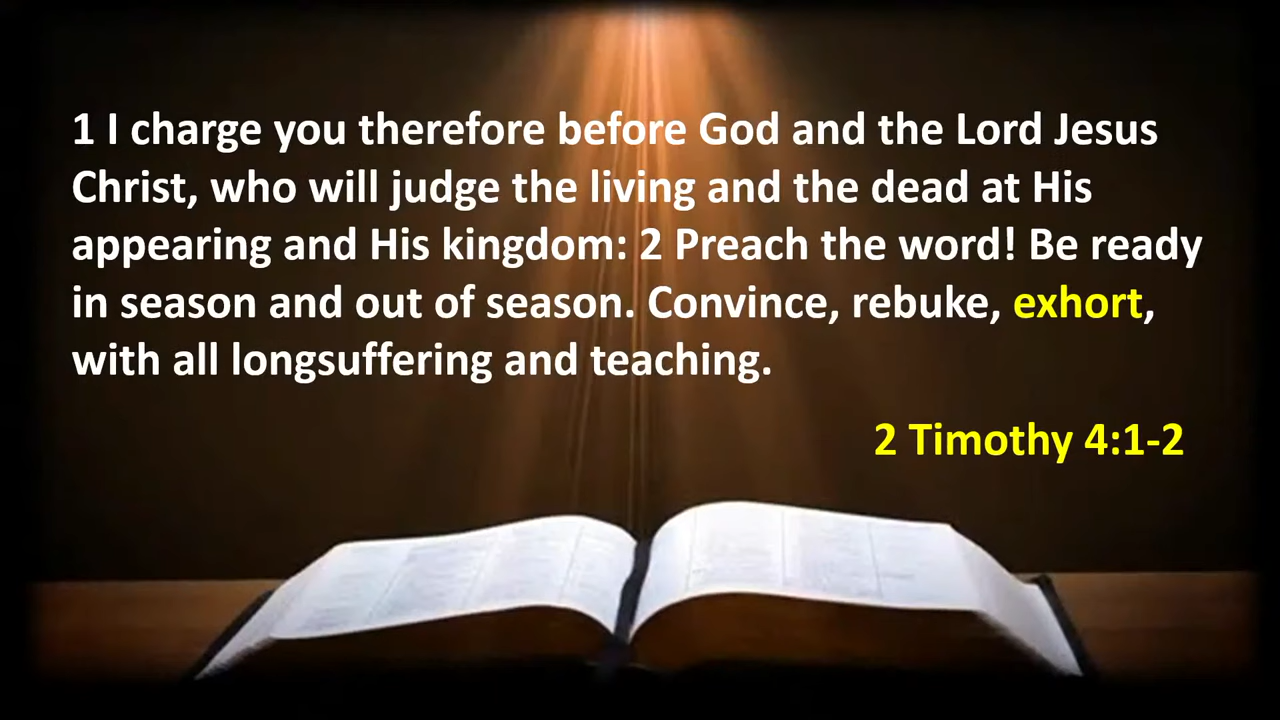 1 I charge you therefore before God and the Lord Jesus
Christ, who will judge the living and the dead at His
appearing and His kingdom: 2 Preach the word! Be ready
in season and out of season. Convince, rebuke, exhort,
with all longsuffering and teaching.
2 Timothy 4:1-2